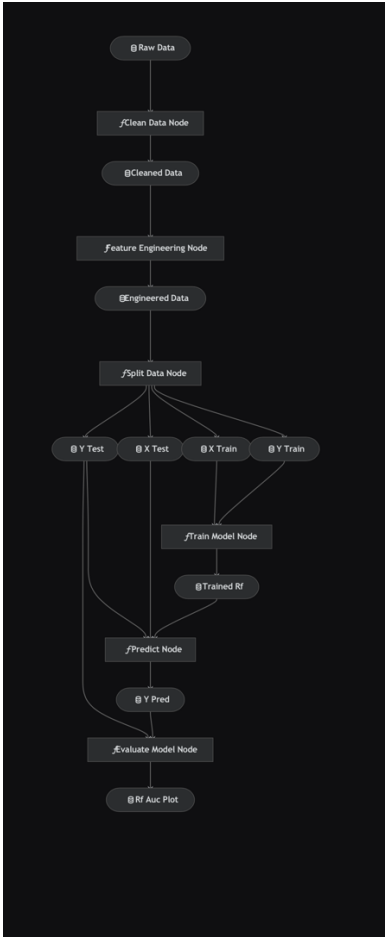 Raw Data
Clean Data Node
Cleaned Data
Feature Engineering Node
Engineered Data
Split Data Node
Y Test
X Test
X Train
Y Train
Train Model Node
Trained Rf
Predict Node
Y Pred
Evaluate Model Node
Rf Auc Plot